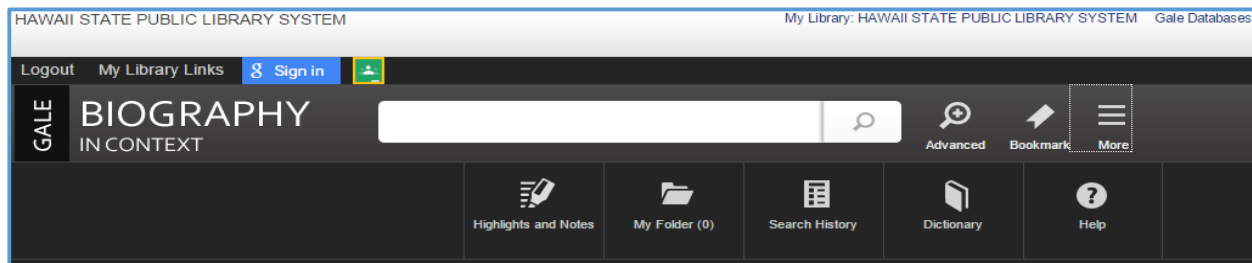 HAWAII STATE PUBLIC LIBRARY SYSTEM
My Library: HAWAII STATE PUBLIC LIBRARY SYSTEM Gale Databases
Logout My Library Links 8 Sign in
GALE
BIOGRAPHY
IN CONTEXT
Advanced Bookmark More
Highlights and Notes My Folder (0) Search History Dictionary ? Help